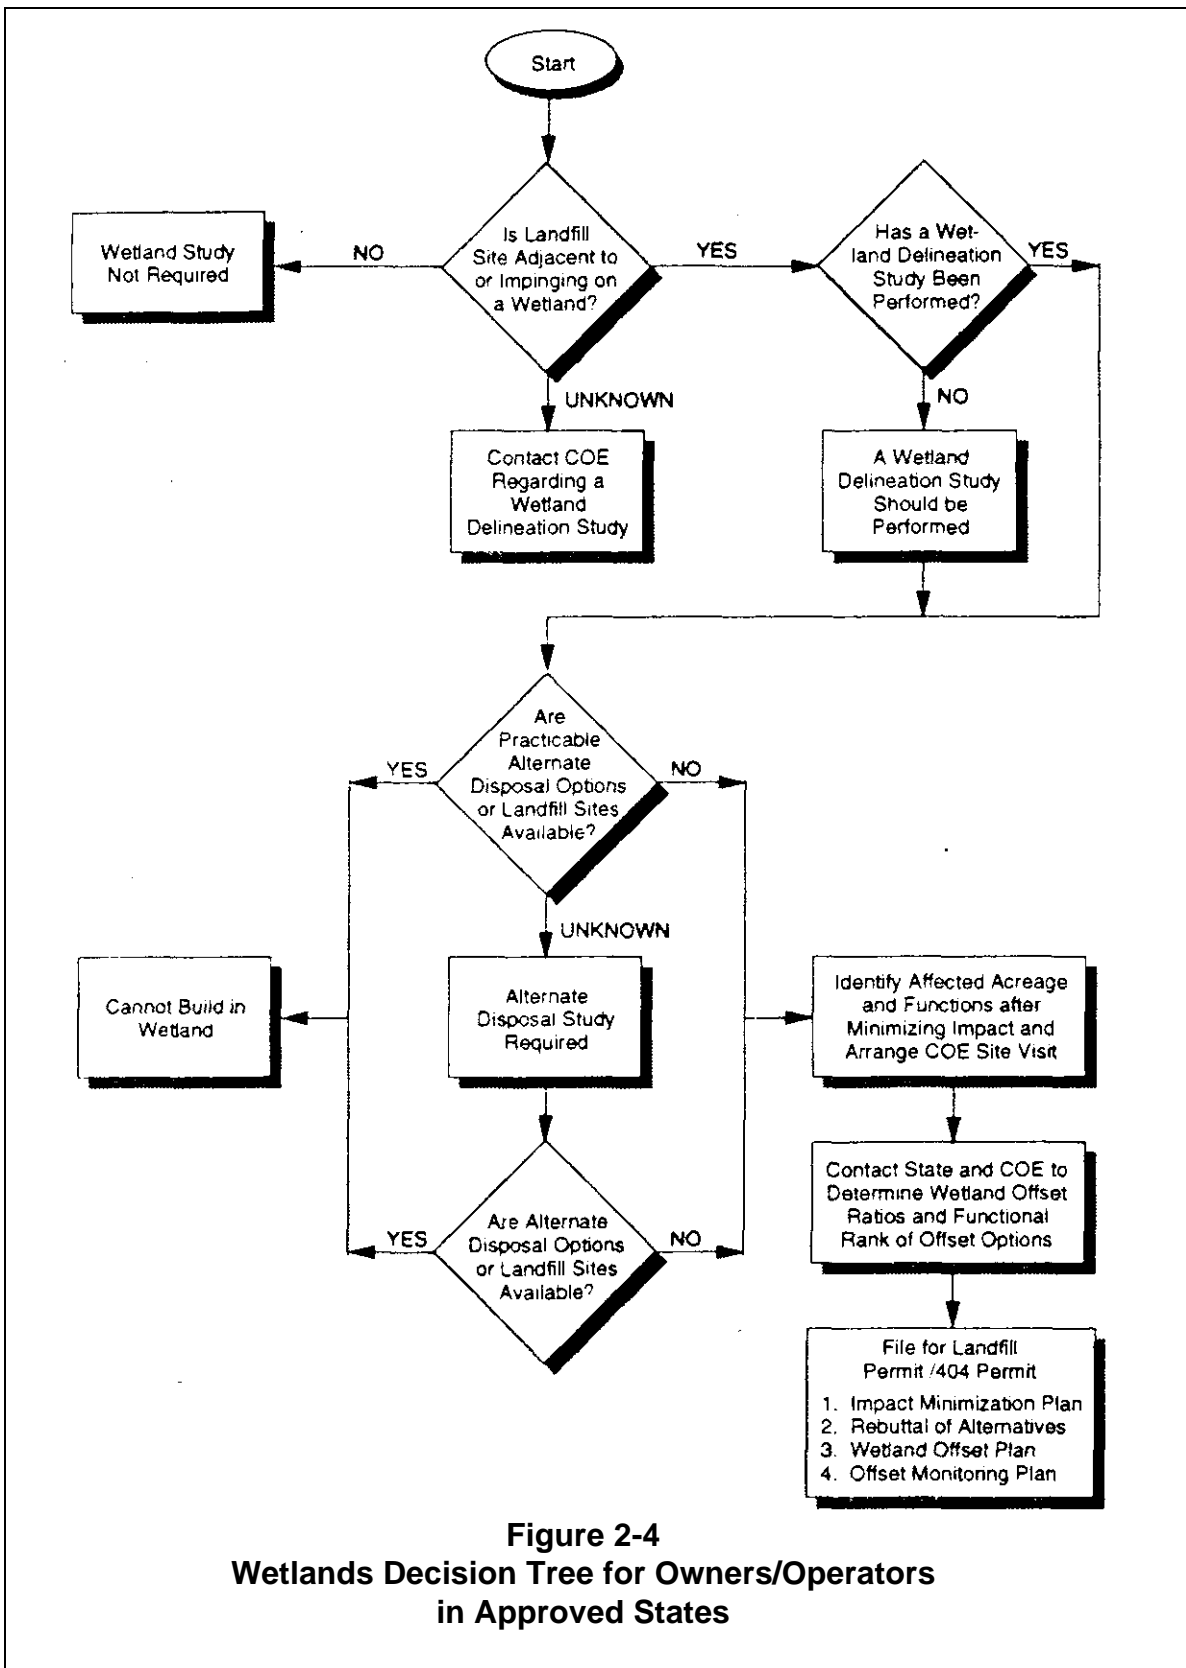 Start
Is Landfill
Site Adjacent to
or Impinging on
a Wetland?
NO
Wetland Study
Not Required
YES
Has a Wet-
land Delineation
Study Been
Performed?
YES
UNKNOWN
Contact COE
Regarding a
Wetland
Delineation Study
NO
A Wetland
Delineation Study
Should be
Performed
Are
Practicable
Alternate
Disposal Options
or Landfill Sites
Available?
YES
NO
UNKNOWN
Cannot Build in
Wetland
Alternate
Disposal Study
Required
Identify Affected Acreage
and Functions after
Minimizing Impact and
Arrange COE Site Visit
Are Alternate
Disposal Options
or Landfill Sites
Available?
YES
NO
Contact State and COE to
Determine Wetland Offset
Ratios and Functional
Rank of Offset Options
File for Landfill
Permit /404 Permit
1. Impact Minimization Plan
2. Rebuttal of Alternatives
3. Wetland Offset Plan
4. Offset Monitoring Plan
Figure 2-4
Wetlands Decision Tree for Owners/Operators
in Approved States